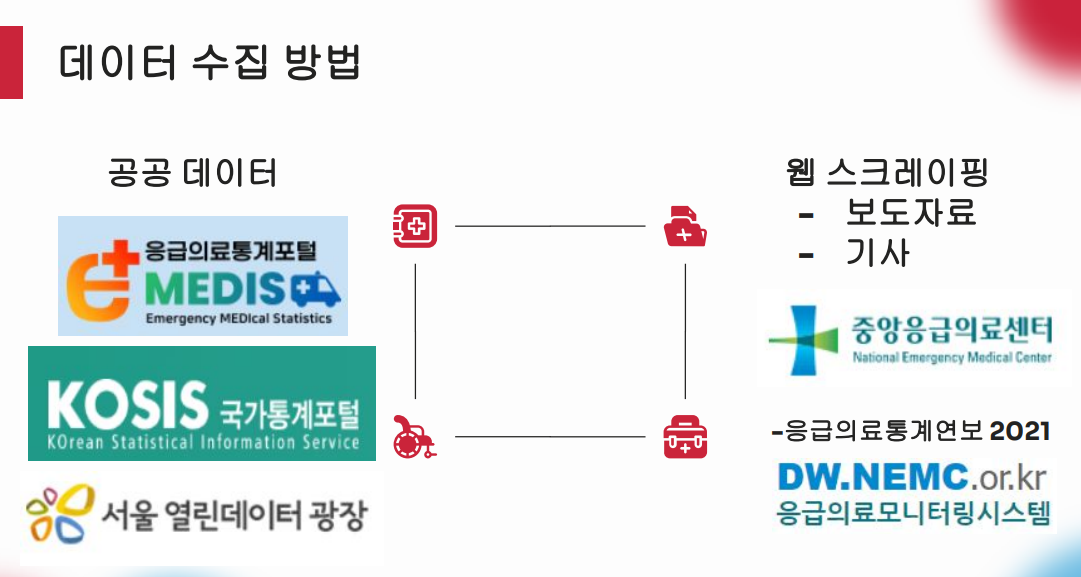 데이터 수집 방법
공공 데이터
응급의료통계포털
e MEDIS
Emergency MEDIcal Statistics
KOSIS 국가통계포털
KOrean Statistical Information Service
서울 열린데이터 광장
웹 스크레이핑
- 보도자료
- 기사
중앙응급의료센터
National Emergency Medical Center
-응급의료통계연보 2021
DW.NEMC.or.kr
응급의료모니터링시스템